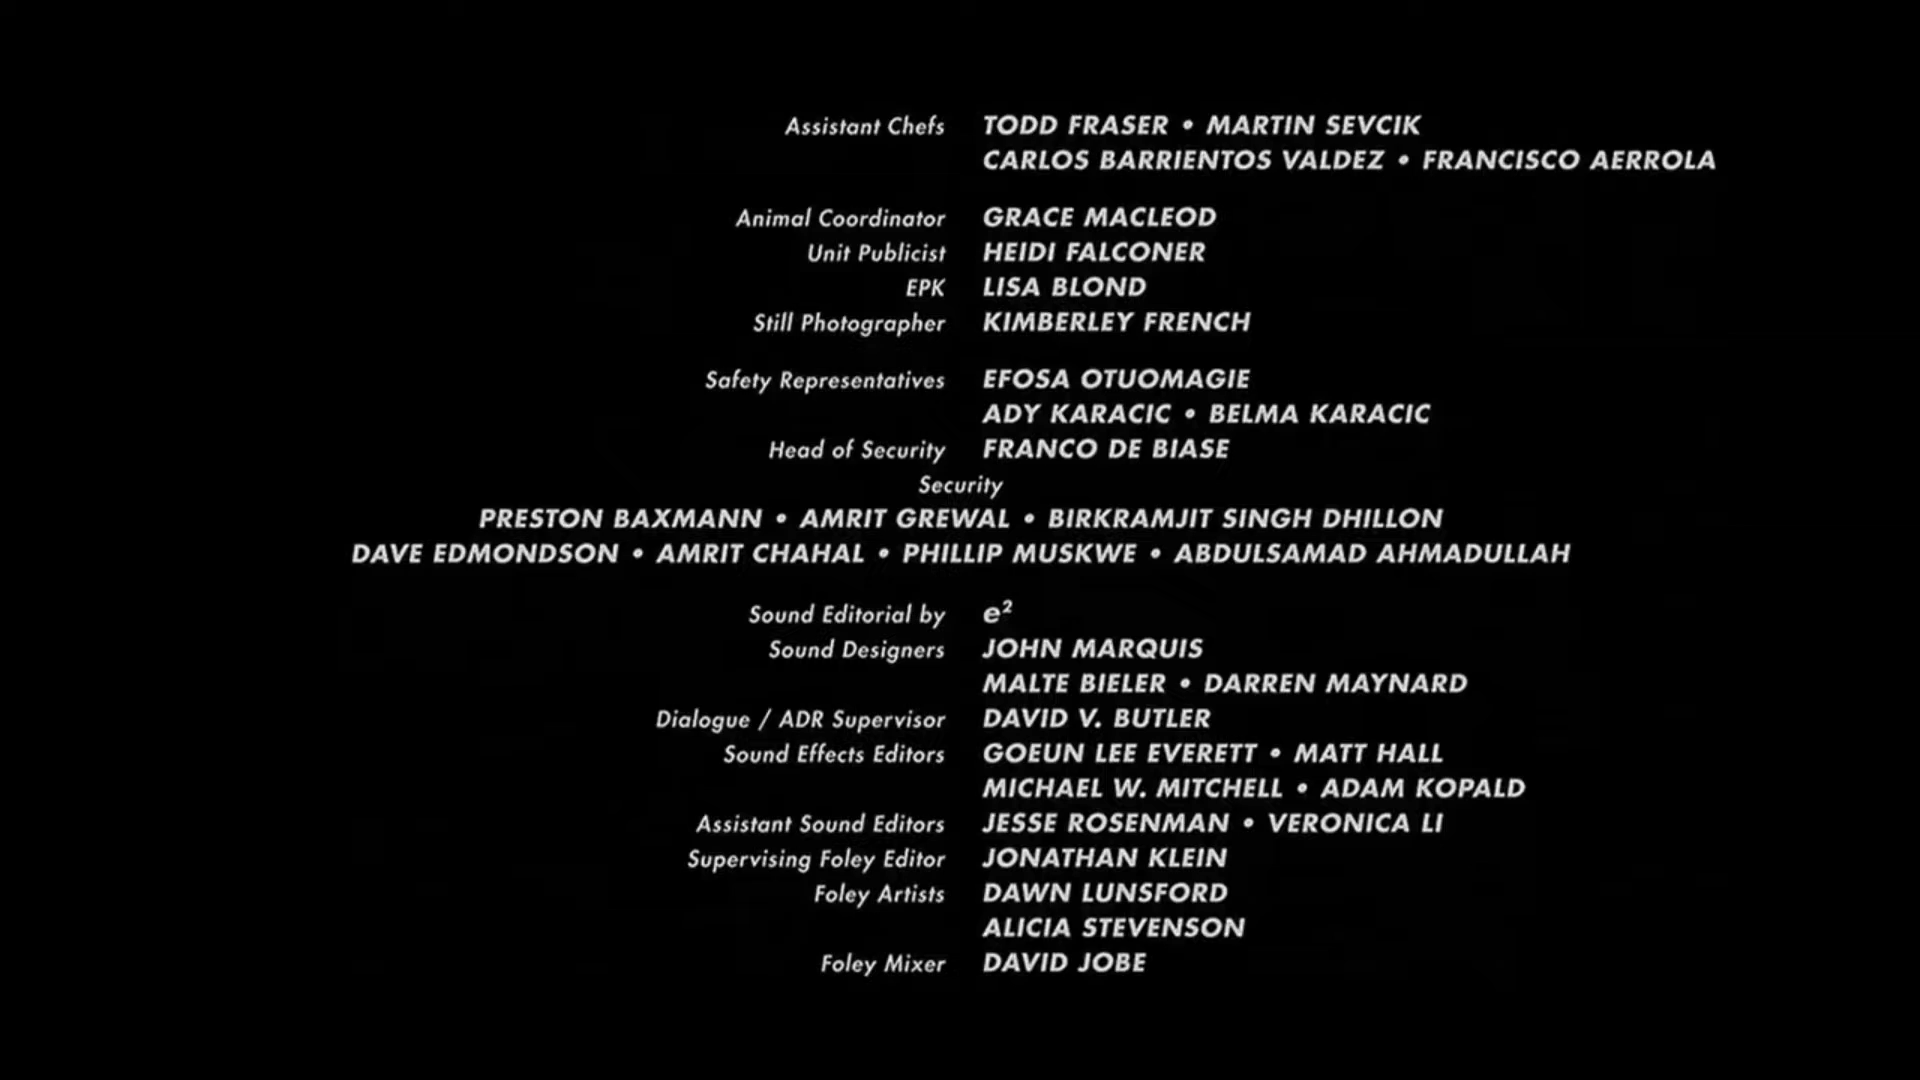 Assistant Chefs TODD FRASER • MARTIN SEVCIK
CARLOS BARRIENTOS VALDEZ • FRANCISCO AERROLA
Animal Coordinator GRACE MACLEOD
Unit Publicist HEIDI FALCONER
EPK LISA BLOND
Still Photographer KIMBERLEY FRENCH
Safety Representatives EFOSA OTUOMAGIE
ADY KARACIC • BELMA KARACIC
Head of Security FRANCO DE BIASE
Security
PRESTON BAXMANN • AMRIT GREWAL • BIRKRAMJIT SINGH DHILLON
DAVE EDMONDSON • AMRIT CHAHAL • PHILLIP MUSKWE • ABDULSAMAD AHMADULLAH
Sound Editorial by e²
Sound Designers JOHN MARQUIS
MALTE BIELER • DARREN MAYNARD
Dialogue / ADR Supervisor DAVID V. BUTLER
Sound Effects Editors GOEUN LEE EVERETT • MATT HALL
MICHAEL W. MITCHELL • ADAM KOPALD
Assistant Sound Editors JESSE ROSENMAN • VERONICA LI
Supervising Foley Editor JONATHAN KLEIN
Foley Artists DAWN LUNSFORD
ALICIA STEVENSON
Foley Mixer DAVID JOBE